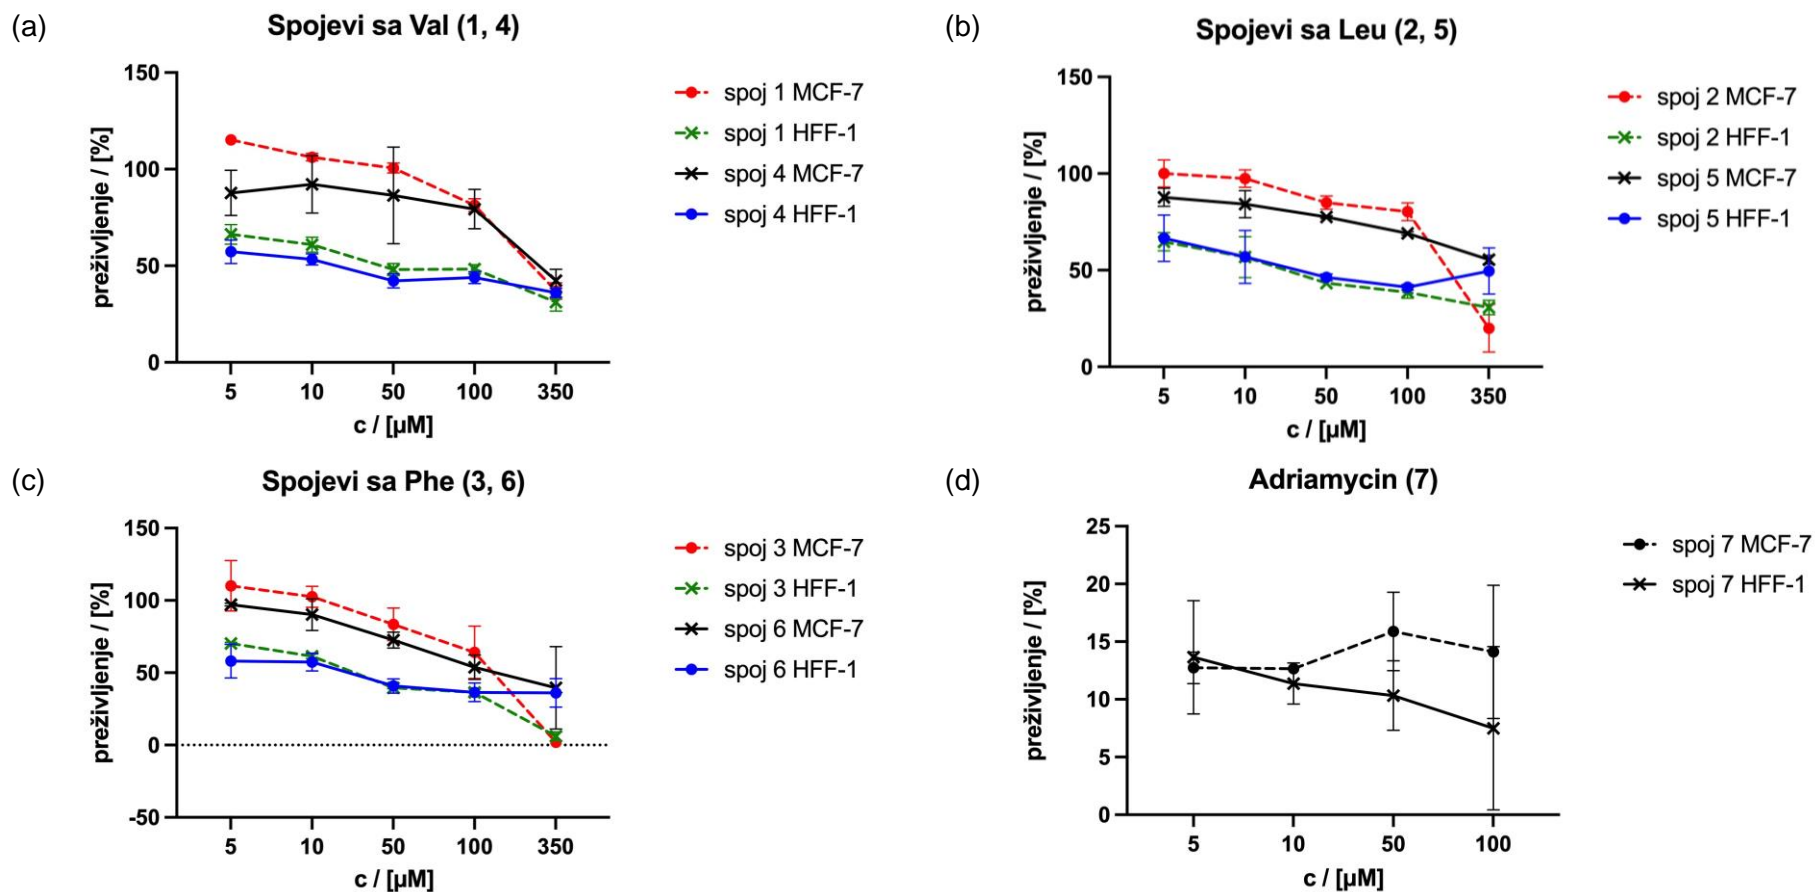 (a)
Spojevi sa Val (1, 4)
150
100
50
0
preživljenje / [%]
5 10 50 100 350
c / [µM]
spoj 1 MCF-7
spoj 1 HFF-1
spoj 4 MCF-7
spoj 4 HFF-1
(b)
Spojevi sa Leu (2, 5)
150
100
50
0
preživljenje / [%]
5 10 50 100 350
c / [µM]
spoj 2 MCF-7
spoj 2 HFF-1
spoj 5 MCF-7
spoj 5 HFF-1
(c)
Spojevi sa Phe (3, 6)
150
100
50
0
-50
preživljenje / [%]
5 10 50 100 350
c / [µM]
spoj 3 MCF-7
spoj 3 HFF-1
spoj 6 MCF-7
spoj 6 HFF-1
(d)
Adriamycin (7)
25
20
15
10
5
0
preživljenje / [%]
5 10 50 100
c / [µM]
spoj 7 MCF-7
spoj 7 HFF-1